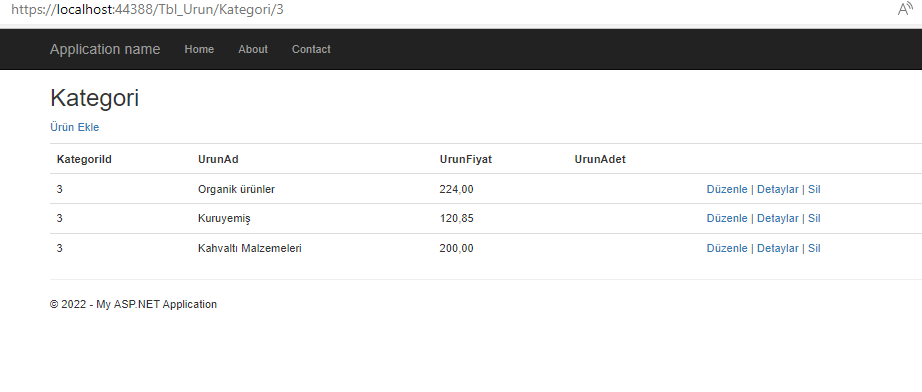 https://localhost:44388/Tbl_Urun/Kategori/3
Application name Home About Contact
Kategori
Ürün Ekle
KategoriId UrunAd UrunFiyat UrunAdet
3 Organik ürünler 224,00 Düzenle | Detaylar | Sil
3 Kuruyemiş 120,85 Düzenle | Detaylar | Sil
3 Kahvaltı Malzemeleri 200,00 Düzenle | Detaylar | Sil
© 2022 - My ASP.NET Application